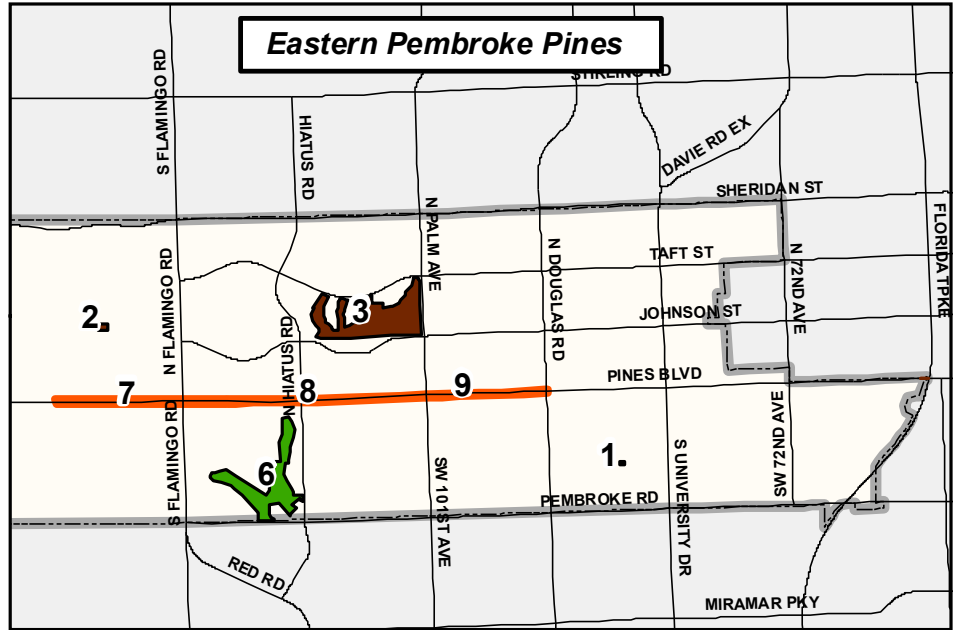 Eastern Pembroke Pines
STIRLING RD
S FLAMINGO RD
HIATUS RD
DAVIE RD EX
SHERIDAN ST
N PALM AVE
FLORIDA TPKE
N FLAMINGO RD
TAFT ST
N DOUGLAS RD
N 72ND AVE
2
3
JOHNSON ST
N HIIATUS RD
7
8
9
PINES BLVD
S FLAMINGO RD
6
SW 101ST AVE
1
S UNIVERSITY DR
SW 72ND AVE
PEMBROKE RD
RED RD
MIRAMAR PKY